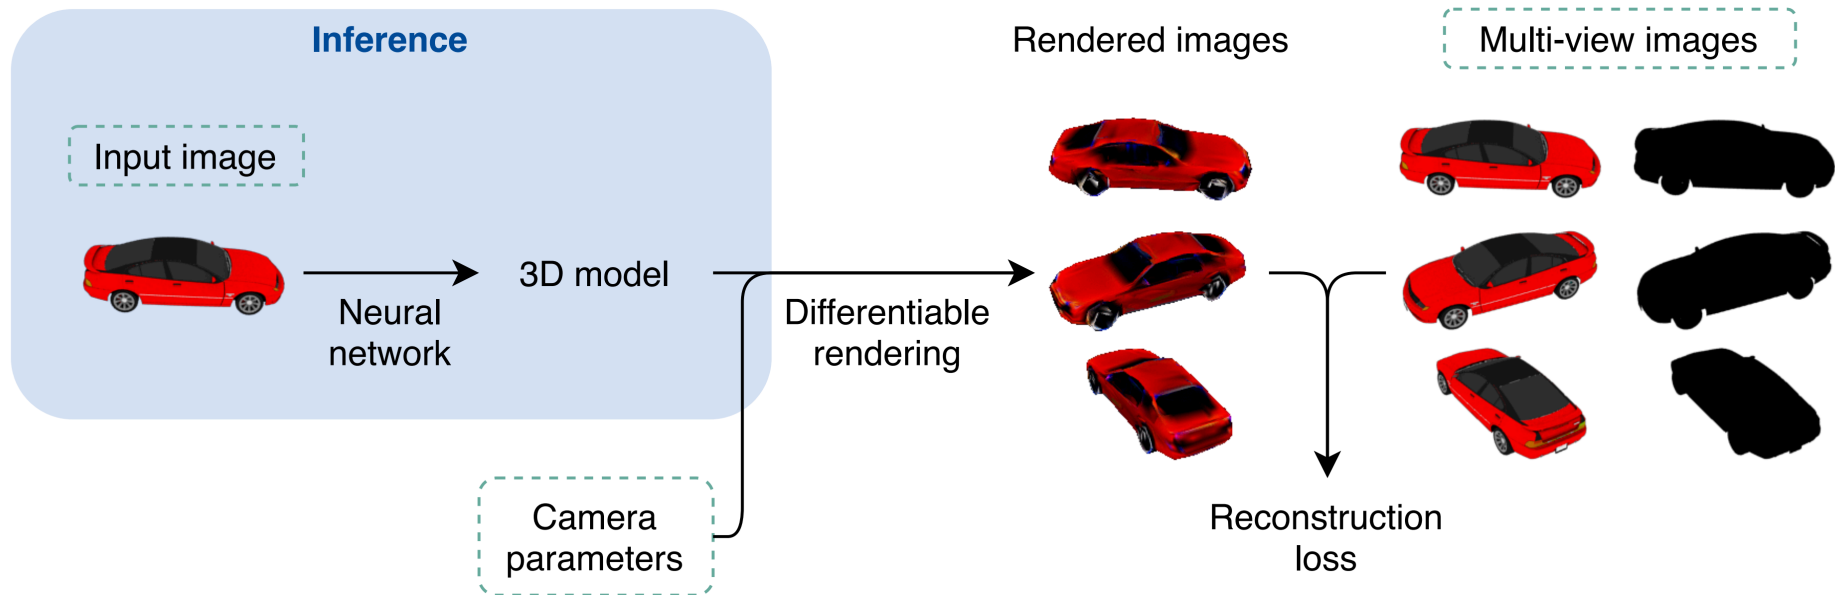 Inference
Rendered images
Multi-view images
Input image
3D model
Neural
network
Differentiable
rendering
Camera
parameters
Reconstruction
loss